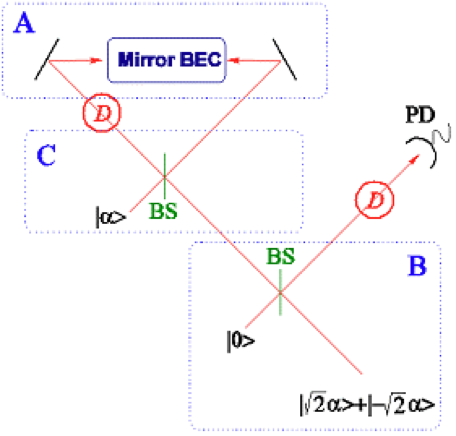 A
Mirror BEC
D
PD
C
D
|α>
BS
BS
B
|0>
|√2α>+|-√2α>